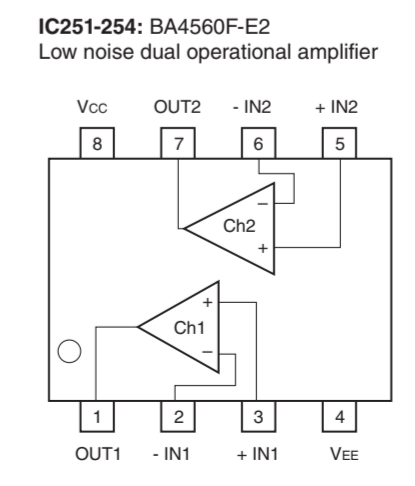 IC251-254: BA4560F-E2
Low noise dual operational amplifier
VCC OUT2 - IN2 + IN2
8 7 6 5
−
Ch2
+
+
Ch1
−
1 2 3 4
OUT1 - IN1 + IN1 VEE